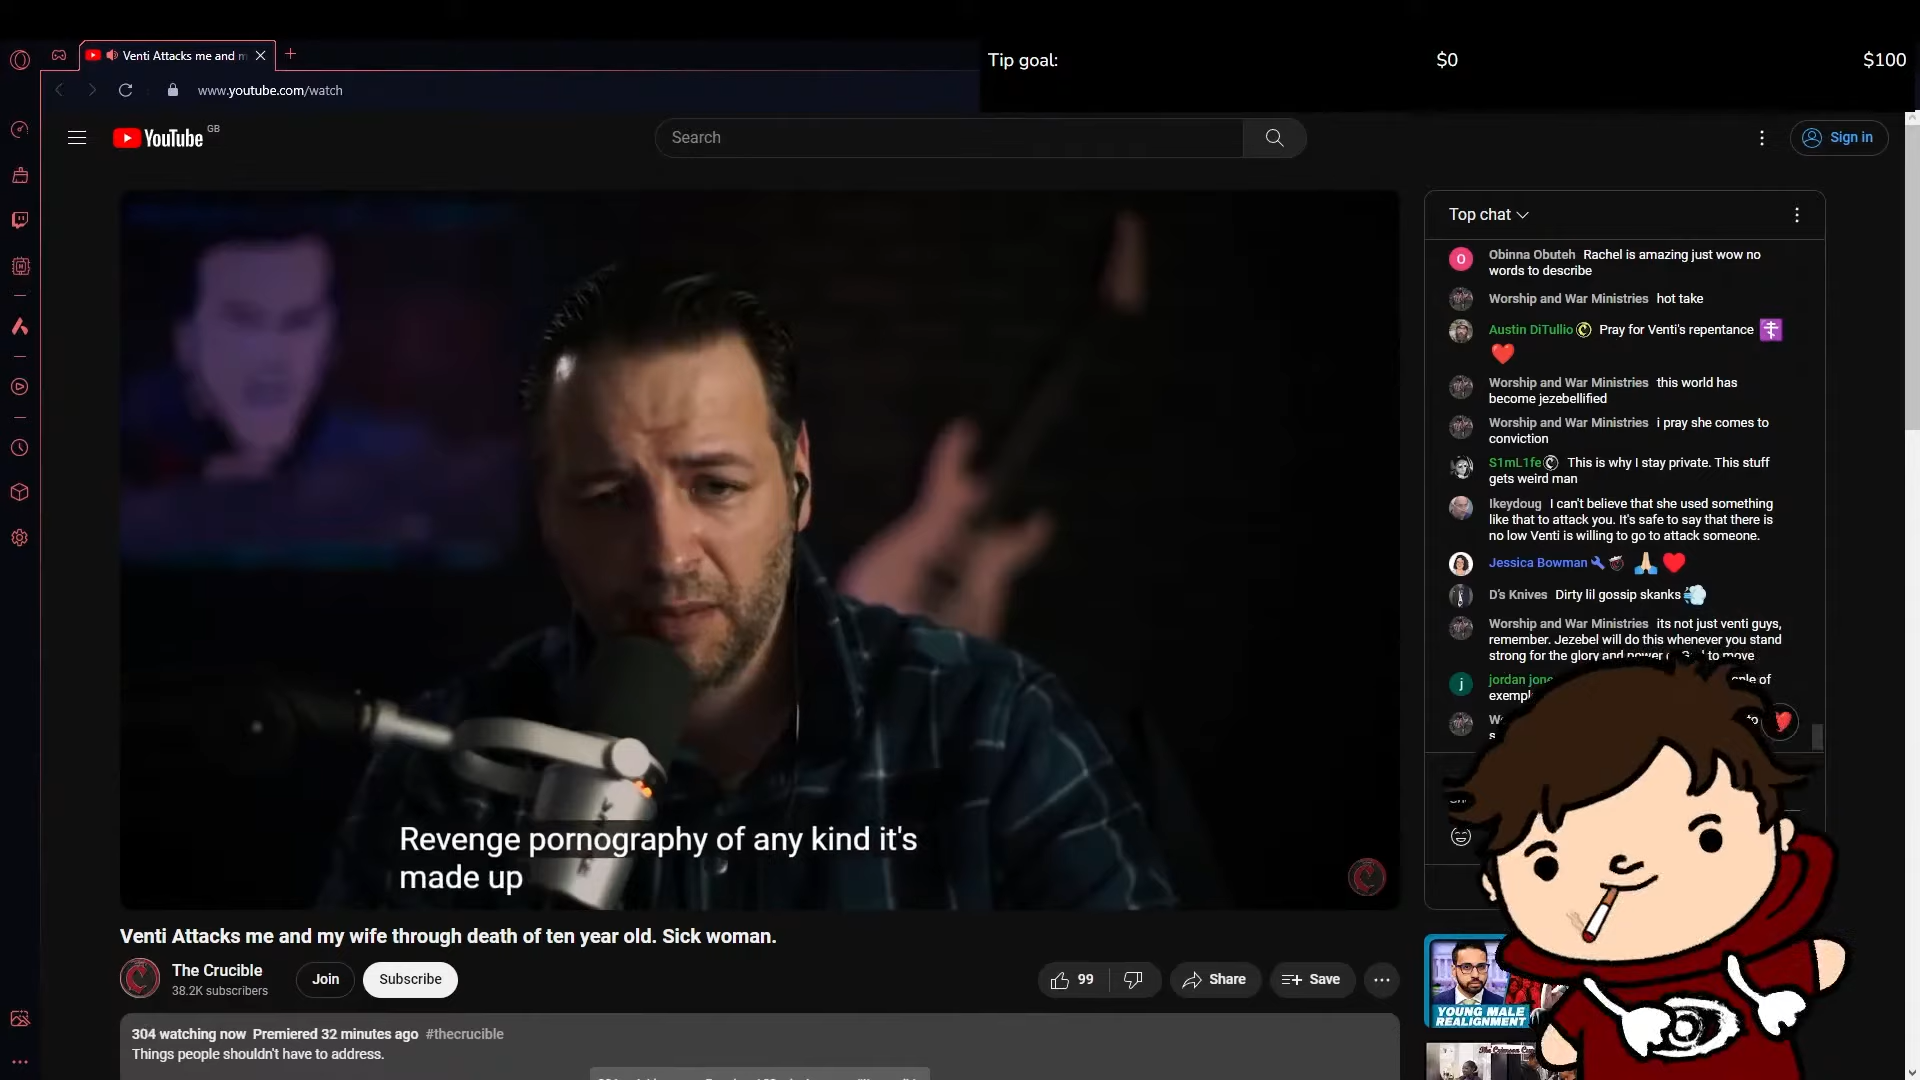 Venti Attacks me and m
Tip goal:
$0
$100
www.youtube.com/watch
YouTube GB
Search
Sign in
Top chat
Obinna Obuteh Rachel is amazing just wow no
words to describe
Worship and War Ministries hot take
Austin DiTullio Pray for Venti's repentance
Worship and War Ministries this world has
become jezebellified
Worship and War Ministries i pray she comes to
conviction
S1mL1fe This is why I stay private. This stuff
gets weird man
Ikeydoug I can't believe that she used something
like that to attack you. It's safe to say that there is
no low Venti is willing to go to attack someone.
Jessica Bowman
D's Knives Dirty lil gossip skanks
Worship and War Ministries its not just venti guys,
remember. Jezebel will do this whenever you stand
strong for the glory and power to move
jordan jone
Revenge pornography of any kind it's
made up
Venti Attacks me and my wife through death of ten year old. Sick woman.
The Crucible
38.2K subscribers
Join
Subscribe
99
Share
Save
304 watching now Premiered 32 minutes ago #thecrucible
Things people shouldn't have to address.
YOUNG MALE
REALIGNMENT